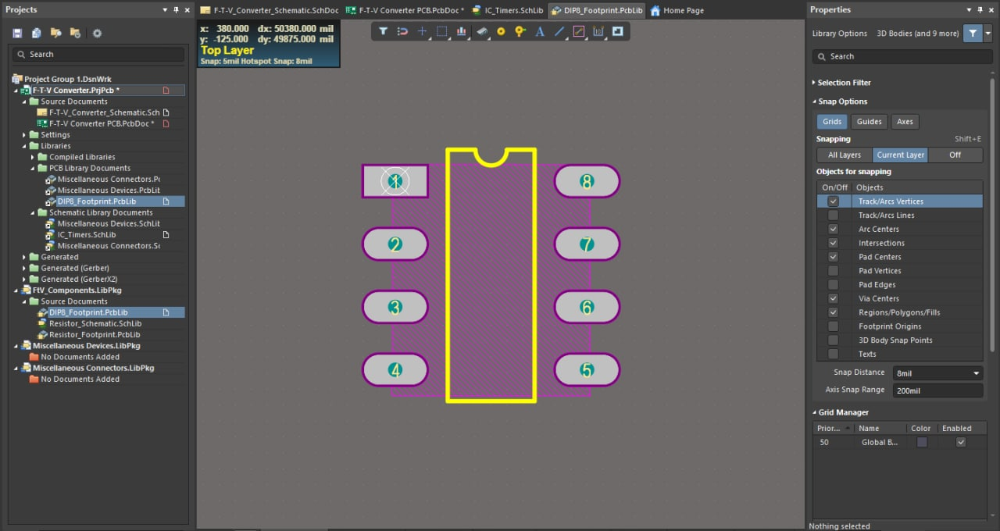 Projects
Search
Project Group 1.DsnWrk
F-T-V Converter.PrjPcb *
Source Documents
F-T-V_Converter_Schematic.Sch
F-T-V Converter PCB.PcbDoc *
Settings
Libraries
Compiled Libraries
PCB Library Documents
Miscellaneous Connectors.Pc
Miscellaneous Devices.PcbLit
DIP8_Footprint.PcbLib
Schematic Library Documents
Miscellaneous Devices.SchLib
IC_Timers.SchLib
Miscellaneous Connectors.Sc
Generated
Generated (Gerber)
Generated (GerberX2)
FtV_Components.LibPkg
Source Documents
DIP8_Footprint.PcbLib
Resistor_Schematic.SchLib
Resistor_Footprint.PcbLib
Miscellaneous Devices.LibPkg
No Documents Added
Miscellaneous Connectors.LibPkg
No Documents Added
F-T-V_Converter_Schematic.SchDoc
F-T-V Converter PCB.PcbDoc *
IC_Timers.SchLib
DIP8_Footprint.PcbLib
Home Page
x: 380.000 dx: 50380.000 mil
y: -125.000 dy: 49875.000 mil
Top Layer
Snap: 5mil Hotspot Snap: 8mil
A
1
8
2
7
3
6
4
5
Properties
Library Options 3D Bodies (and 9 more)
Search
Selection Filter
Snap Options
Grids Guides Axes
Snapping Shift+E
All Layers Current Layer Off
Objects for snapping
On/Off Objects
Track/Arcs Vertices
Track/Arcs Lines
Arc Centers
Intersections
Pad Centers
Pad Vertices
Pad Edges
Via Centers
Regions/Polygons/Fills
Footprint Origins
3D Body Snap Points
Texts
Snap Distance 8mil
Axis Snap Range 200mil
Grid Manager
Prior... Name Color Enabled
50 Global B...
Nothing selected